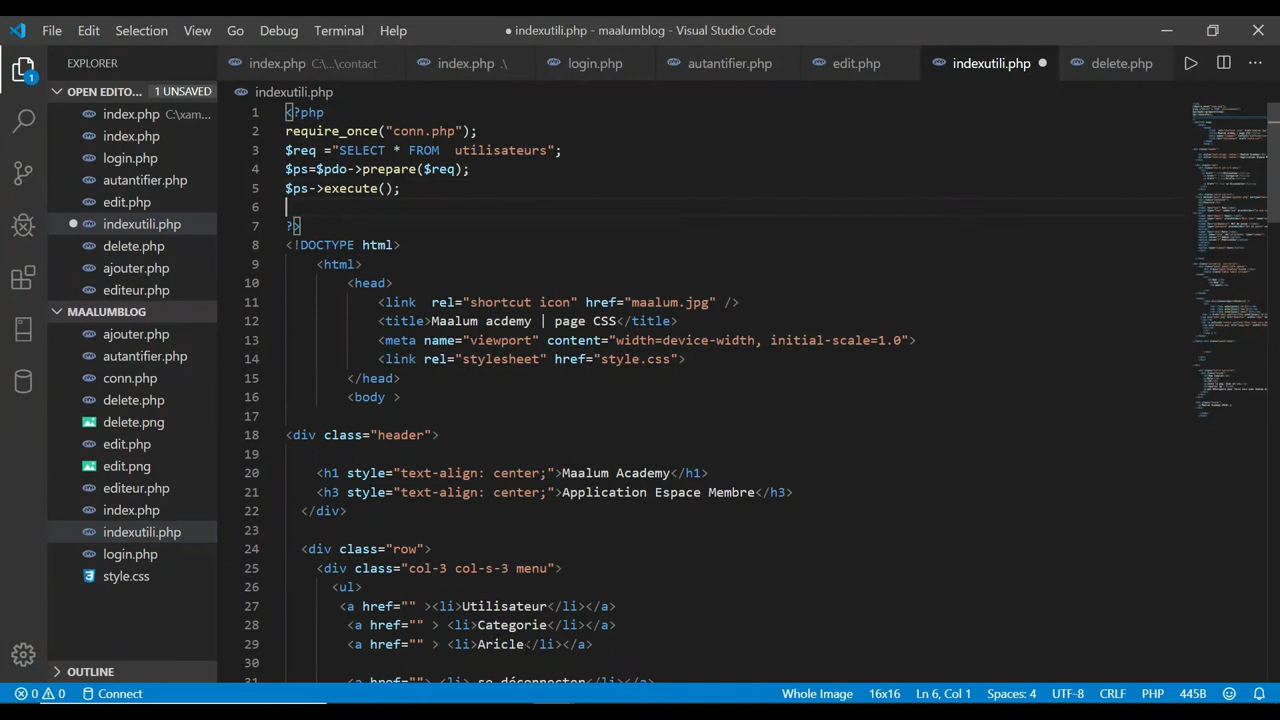 File Edit Selection View Go Debug Terminal Help
● indexutili.php - maalumblog - Visual Studio Code
EXPLORER
index.php C:\...\contact
index.php .\
login.php
autantifier.php
edit.php
indexutili.php
delete.php
OPEN EDITO... 1 UNSAVED
index.php C:\xam...
index.php
login.php
autantifier.php
edit.php
indexutili.php
delete.php
ajouter.php
editeur.php
MAALUMBLOG
ajouter.php
autantifier.php
conn.php
delete.php
delete.png
edit.php
edit.png
editeur.php
index.php
indexutili.php
login.php
style.css
OUTLINE
indexutili.php
1 <?php
2 require_once("conn.php");
3 $req ="SELECT * FROM  utilisateurs";
4 $ps=$pdo->prepare($req);
5 $ps->execute();
6
7 ?>
8 <!DOCTYPE html>
9 <html>
10 <head>
11 <link  rel="shortcut icon" href="maalum.jpg" />
12 <title>Maalum acdamy | page CSS</title>
13 <meta name="viewport" content="width=device-width, initial-scale=1.0">
14 <link rel="stylesheet" href="style.css">
15 </head>
16 <body >
17
18 <div class="header">
19
20 <h1 style="text-align: center;">Maalum Academy</h1>
21 <h3 style="text-align: center;">Application Espace Membre</h3>
22 </div>
23
24 <div class="row">
25 <div class="col-3 col-s-3 menu">
26 <ul>
27 <a href="" ><li>Utilisateur</li></a>
28 <a href="" > <li>Categorie</li></a>
29 <a href="" > <li>Aricle</li></a>
30
31 <a href=""> <li> se déconnecter</li></a>
0 0 Connect
Whole Image 16x16 Ln 6, Col 1 Spaces: 4 UTF-8 CRLF PHP 445B
1